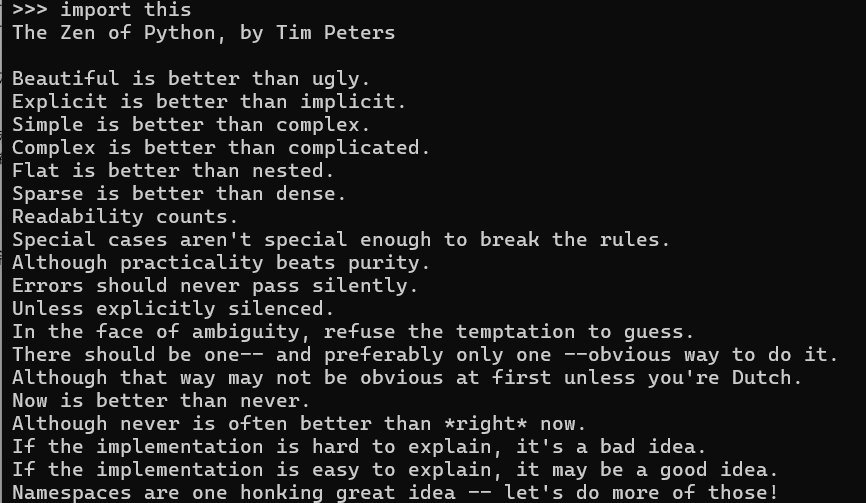 >>> import this
The Zen of Python, by Tim Peters

Beautiful is better than ugly.
Explicit is better than implicit.
Simple is better than complex.
Complex is better than complicated.
Flat is better than nested.
Sparse is better than dense.
Readability counts.
Special cases aren't special enough to break the rules.
Although practicality beats purity.
Errors should never pass silently.
Unless explicitly silenced.
In the face of ambiguity, refuse the temptation to guess.
There should be one-- and preferably only one --obvious way to do it.
Although that way may not be obvious at first unless you're Dutch.
Now is better than never.
Although never is often better than *right* now.
If the implementation is hard to explain, it's a bad idea.
If the implementation is easy to explain, it may be a good idea.
Namespaces are one honking great idea -- let's do more of those!